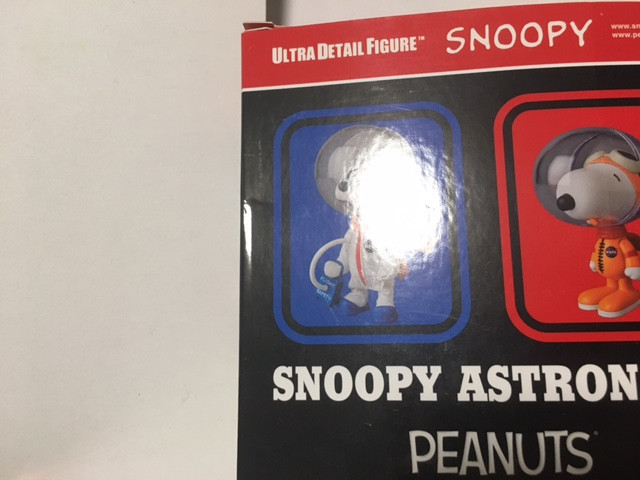 ULTRA DETAIL FIGURE™ SNOOPY
SNOOPY ASTRON
PEANUTS